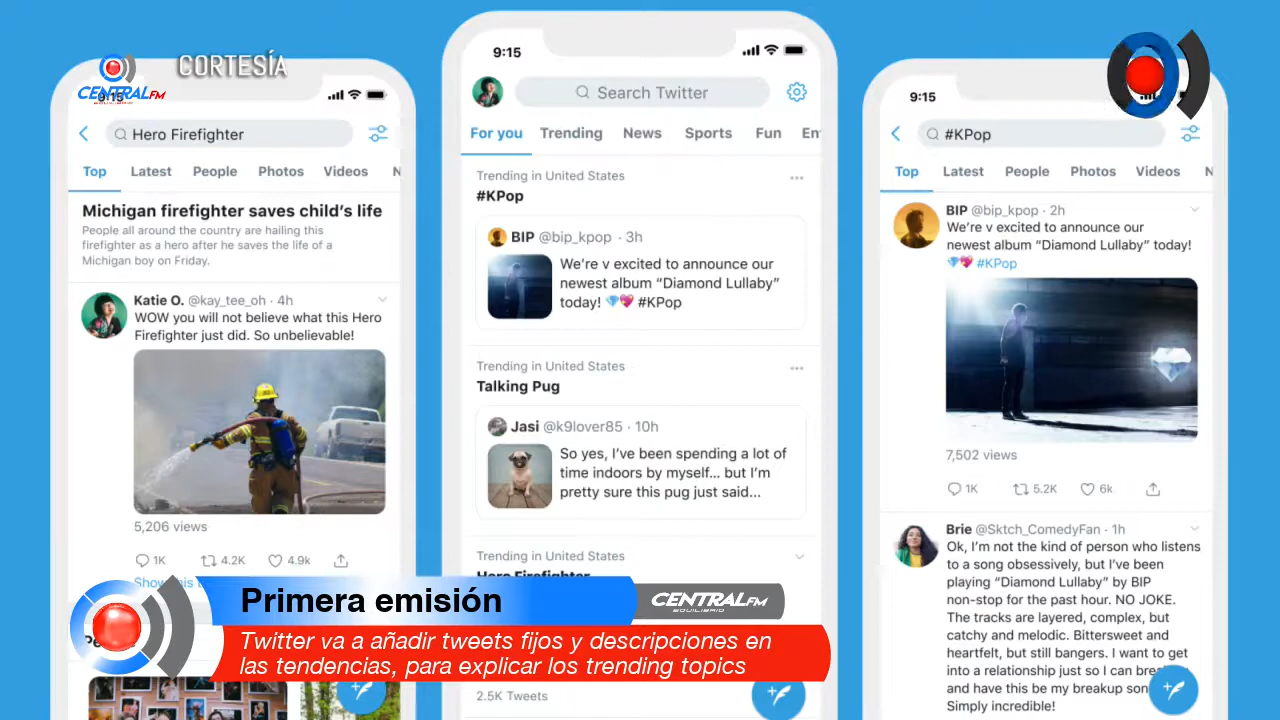 CORTESÍA
CENTRALFM
EQUILIBRIO
9:15
Hero Firefighter
Top Latest People Photos Videos N
Michigan firefighter saves child's life
People all around the country are hailing this
firefighter as a hero after he saves the life of a
Michigan boy on Friday.
Katie O. @kay_tee_oh · 4h
WOW you will not believe what this Hero
Firefighter just did. So unbelievable!
5,206 views
1K 4.2K 4.9k
Show this
9:15
Search Twitter
For you Trending News Sports Fun En
Trending in United States
#KPop
BIP @bip_kpop · 3h
We're v excited to announce our
newest album “Diamond Lullaby”
today! 💎💖 #KPop
Trending in United States
Talking Pug
Jasi @k9lover85 · 10h
So yes, I've been spending a lot of
time indoors by myself... but I'm
pretty sure this pug just said...
Trending in United States
Hero Firefighter
2.5K Tweets
9:15
#KPop
Top Latest People Photos Videos N
BIP @bip_kpop · 2h
We're v excited to announce our
newest album “Diamond Lullaby” today!
💎💖 #KPop
7,502 views
1K 5.2K 6k
Brie @Sktch_ComedyFan · 1h
Ok, I'm not the kind of person who listens
to a song obsessively, but I've been
playing “Diamond Lullaby” by BIP
non-stop for the past hour. NO JOKE.
The tracks are layered, complex, but
catchy and melodic. Bittersweet and
heartfelt, but still bangers. I want to get
into a relationship just so I can break
and have this be my breakup song
Simply incredible!
Primera emisión
CENTRALFM
EQUILIBRIO
Twitter va a añadir tweets fijos y descripciones en
las tendencias, para explicar los trending topics